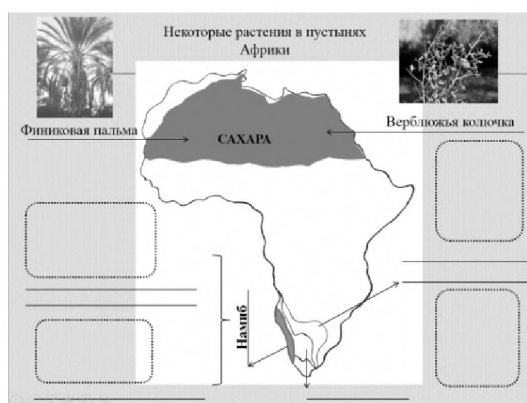 Некоторые растения в пустынях
Африки
Финиковая пальма
Верблюжья колючка
САХАРА
Намиб